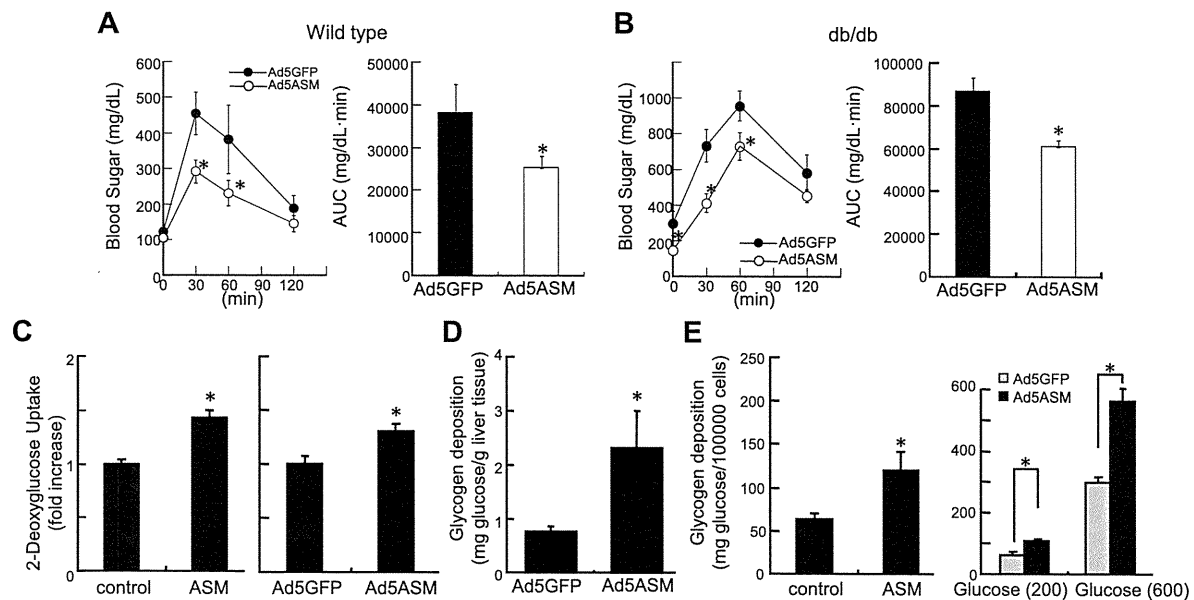 A
Wild type
Blood Sugar (mg/dL)
600
500
400
300
200
100
0
Ad5GFP
Ad5ASM
*
*
0 30 60 90 120
(min)
AUC (mg/dL·min)
50000
40000
30000
20000
10000
0
*
Ad5GFP Ad5ASM
B
db/db
Blood Sugar (mg/dL)
1000
800
600
400
200
0
*
*
*
Ad5GFP
Ad5ASM
0 30 60 90 120
(min)
AUC (mg/dL·min)
100000
80000
60000
40000
20000
0
*
Ad5GFP Ad5ASM
C
2-Deoxyglucose Uptake
(fold increase)
2
1
0
*
control ASM
*
Ad5GFP Ad5ASM
D
Glycogen deposition
(mg glucose/g liver tissue)
4
3
2
1
0
*
Ad5GFP Ad5ASM
E
Glycogen deposition
(mg glucose/100000 cells)
250
200
150
100
50
0
*
control ASM
600
400
200
0
Ad5GFP
Ad5ASM
*
*
Glucose (200) Glucose (600)